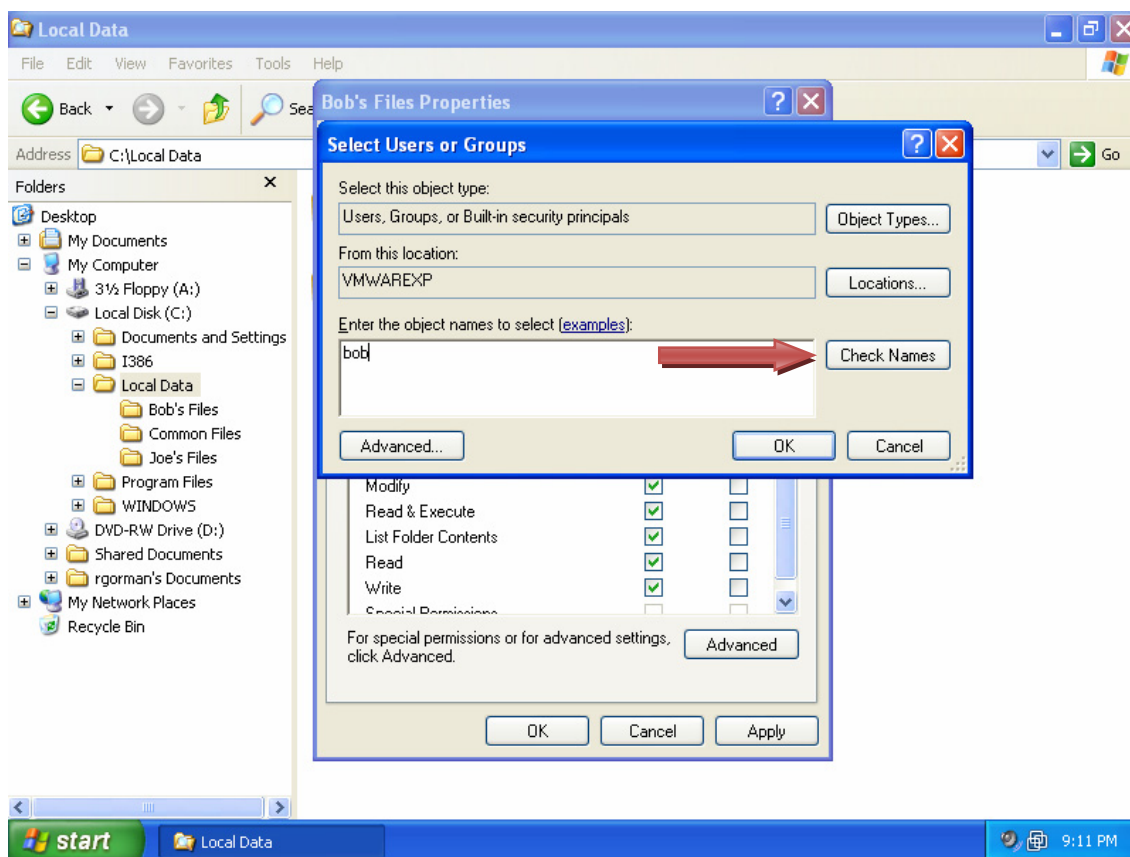 Local Data
File Edit View Favorites Tools Help
Back
Address C:\Local Data Go
Folders
Desktop
My Documents
My Computer
3½ Floppy (A:)
Local Disk (C:)
Documents and Settings
I386
Local Data
Bob's Files
Common Files
Joe's Files
Program Files
WINDOWS
DVD-RW Drive (D:)
Shared Documents
rgorman's Documents
My Network Places
Recycle Bin
Bob's Files Properties
Select Users or Groups
Select this object type:
Users, Groups, or Built-in security principals
Object Types...
From this location:
VMWAREXP
Locations...
Enter the object names to select (examples):
bob
Check Names
Advanced...
OK
Cancel
Modify
Read & Execute
List Folder Contents
Read
Write
Special Permissions
For special permissions or for advanced settings,
click Advanced.
Advanced
OK
Cancel
Apply
start
Local Data
9:11 PM